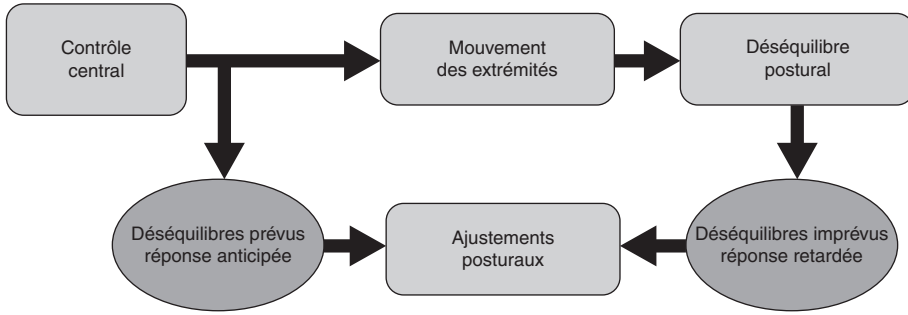 Contrôle
central
Mouvement
des extrémités
Déséquilibre
postural
Déséquilibres prévus
réponse anticipée
Ajustements
posturaux
Déséquilibres imprévus
réponse retardée